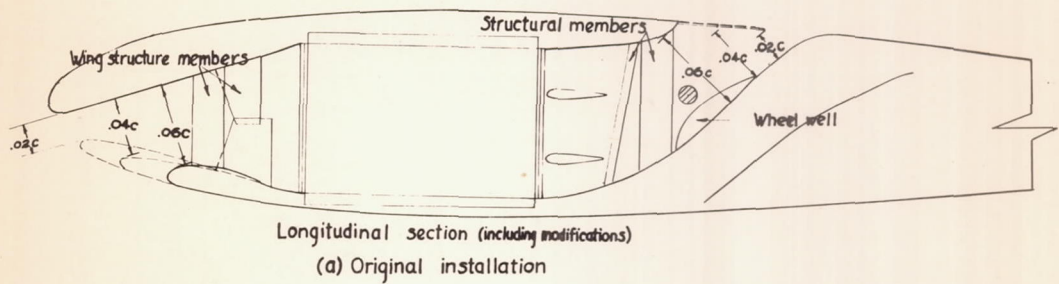 Structural members
Wing structure members
.02c
.04c
.06c
.06c
.04c
.02c
Wheel well
Longitudinal section (including modifications)
(a) Original installation